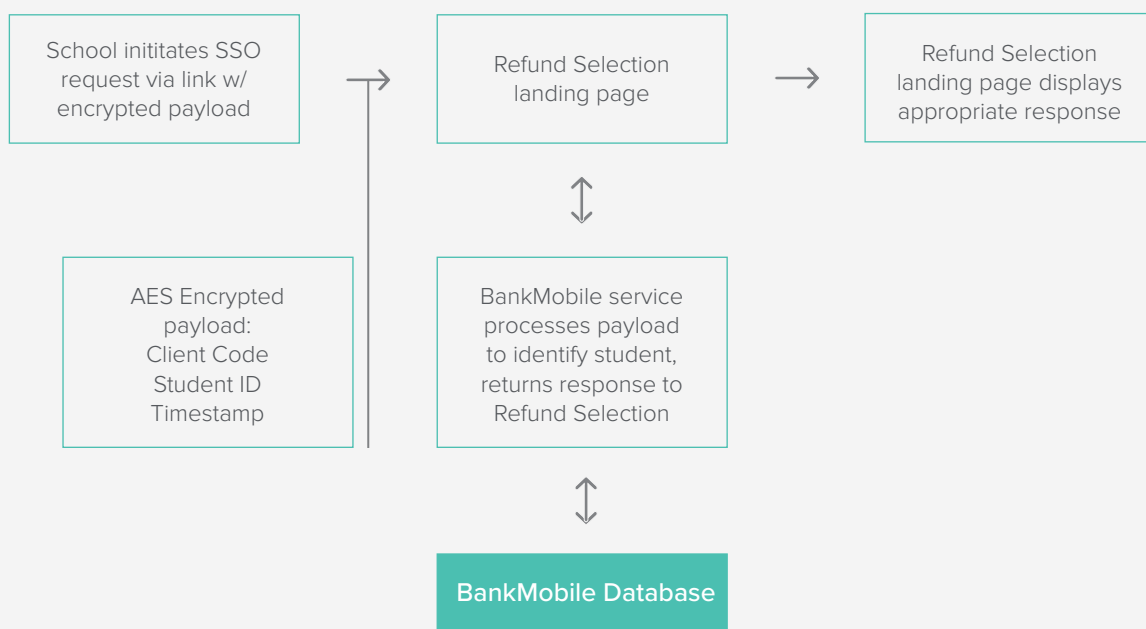 School inititates SSO
request via link w/
encrypted payload
Refund Selection
landing page
Refund Selection
landing page displays
appropriate response
AES Encrypted
payload:
Client Code
Student ID
Timestamp
BankMobile service
processes payload
to identify student,
returns response to
Refund Selection
BankMobile Database